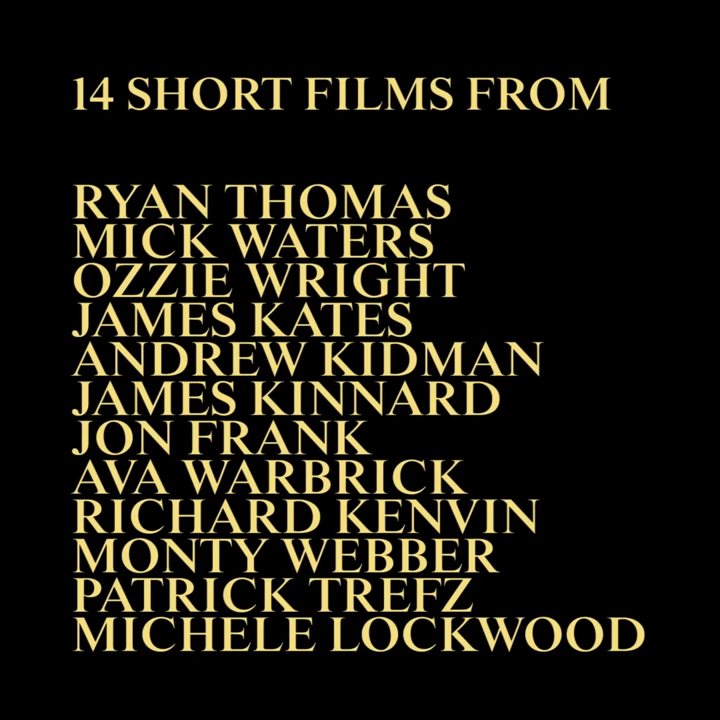 14 SHORT FILMS FROM
RYAN THOMAS
MICK WATERS
OZZIE WRIGHT
JAMES KATES
ANDREW KIDMAN
JAMES KINNARD
JON FRANK
AVA WARBRICK
RICHARD KENVIN
MONTY WEBBER
PATRICK TREFZ
MICHELE LOCKWOOD